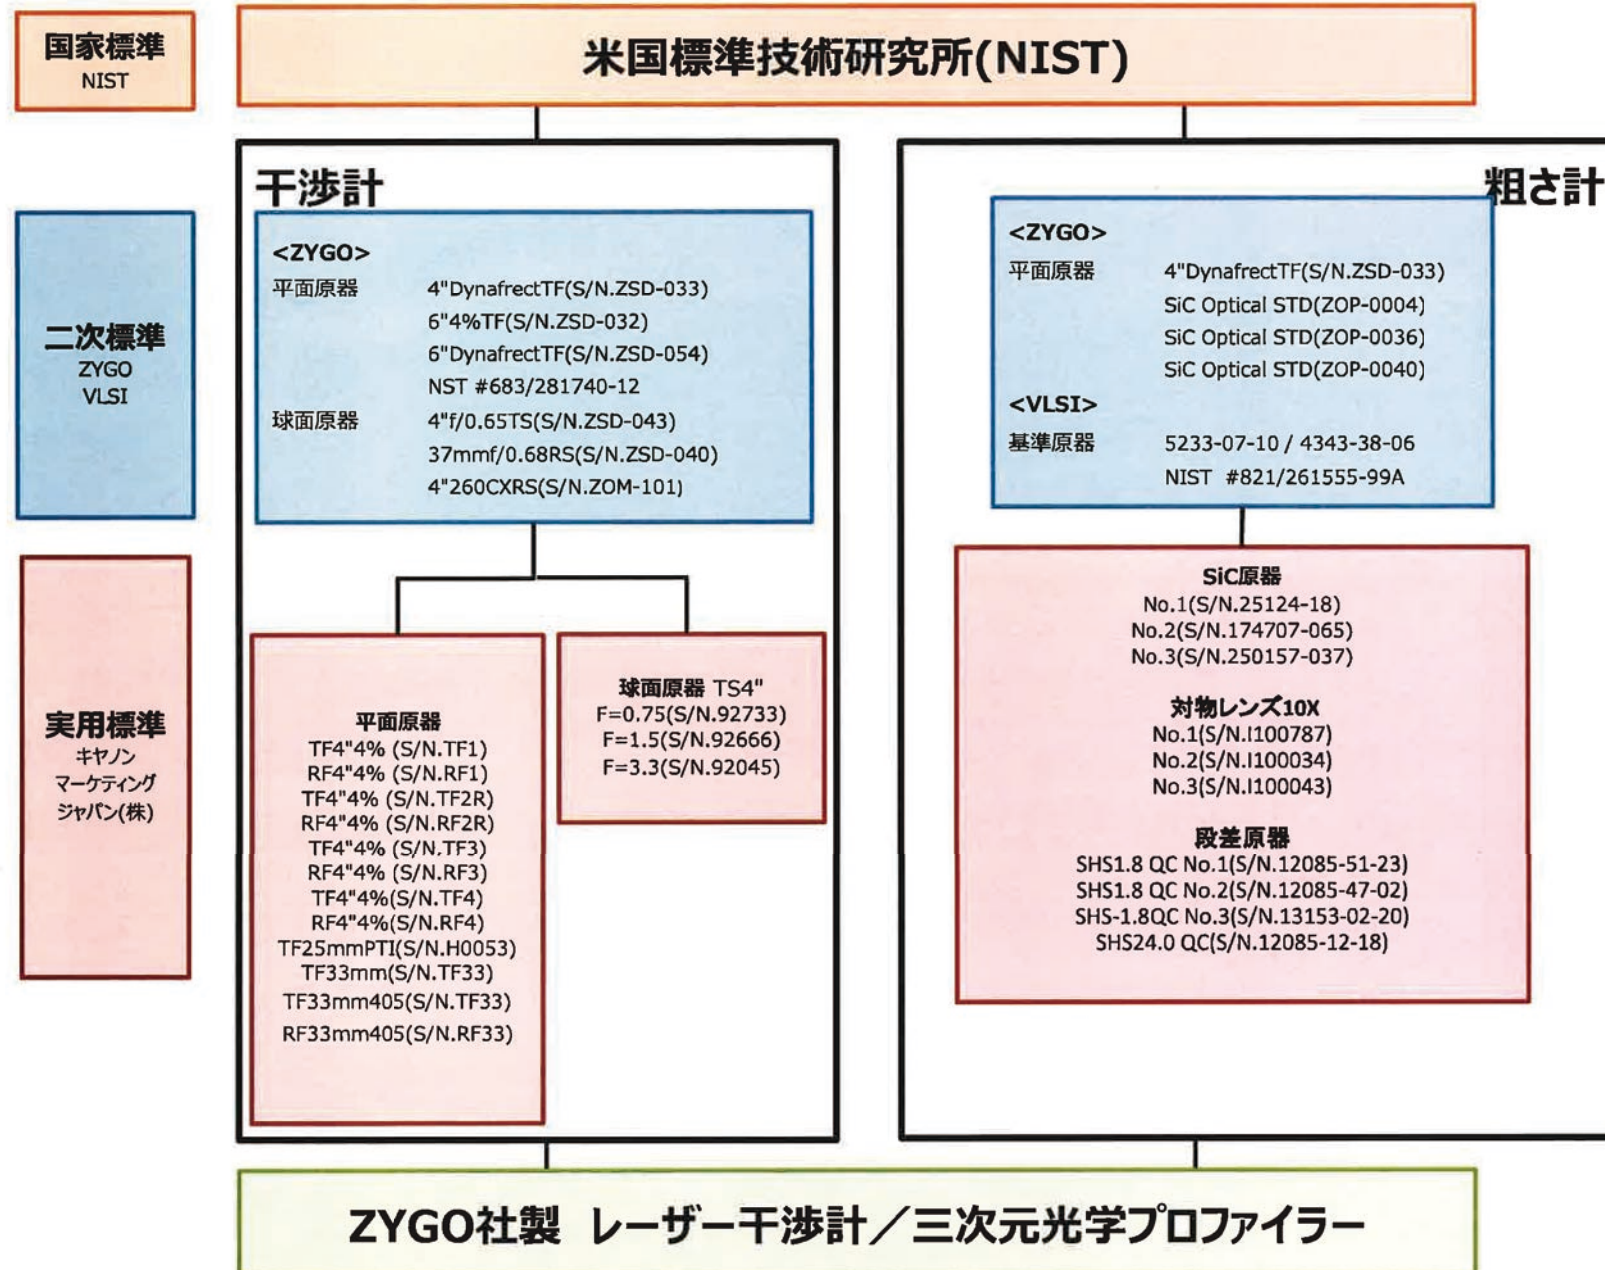 国家標準
NIST
米国標準技術研究所(NIST)
二次標準
ZYGO
VLSI
実用標準
キヤノン
マーケティング
ジャパン(株)
干渉計
<ZYGO>
平面原器 4"DynafrectTF(S/N.ZSD-033)
6"4%TF(S/N.ZSD-032)
6"DynafrectTF(S/N.ZSD-054)
NST #683/281740-12
球面原器 4"f/0.65TS(S/N.ZSD-043)
37mmf/0.68RS(S/N.ZSD-040)
4"260CXRS(S/N.ZOM-101)
平面原器
TF4"4% (S/N.TF1)
RF4"4% (S/N.RF1)
TF4"4% (S/N.TF2R)
RF4"4% (S/N.RF2R)
TF4"4% (S/N.TF3)
RF4"4% (S/N.RF3)
TF4"4%(S/N.TF4)
RF4"4%(S/N.RF4)
TF25mmPTI(S/N.H0053)
TF33mm(S/N.TF33)
TF33mm405(S/N.TF33)
RF33mm405(S/N.RF33)
球面原器 TS4"
F=0.75(S/N.92733)
F=1.5(S/N.92666)
F=3.3(S/N.92045)
粗さ計
<ZYGO>
平面原器 4"DynafrectTF(S/N.ZSD-033)
SiC Optical STD(ZOP-0004)
SiC Optical STD(ZOP-0036)
SiC Optical STD(ZOP-0040)
<VLSI>
基準原器 5233-07-10 / 4343-38-06
NIST #821/261555-99A
SiC原器
No.1(S/N.25124-18)
No.2(S/N.174707-065)
No.3(S/N.250157-037)
対物レンズ10X
No.1(S/N.I100787)
No.2(S/N.I100034)
No.3(S/N.I100043)
段差原器
SHS1.8 QC No.1(S/N.12085-51-23)
SHS1.8 QC No.2(S/N.12085-47-02)
SHS-1.8QC No.3(S/N.13153-02-20)
SHS24.0 QC(S/N.12085-12-18)
ZYGO社製 レーザー干渉計／三次元光学プロファイラー